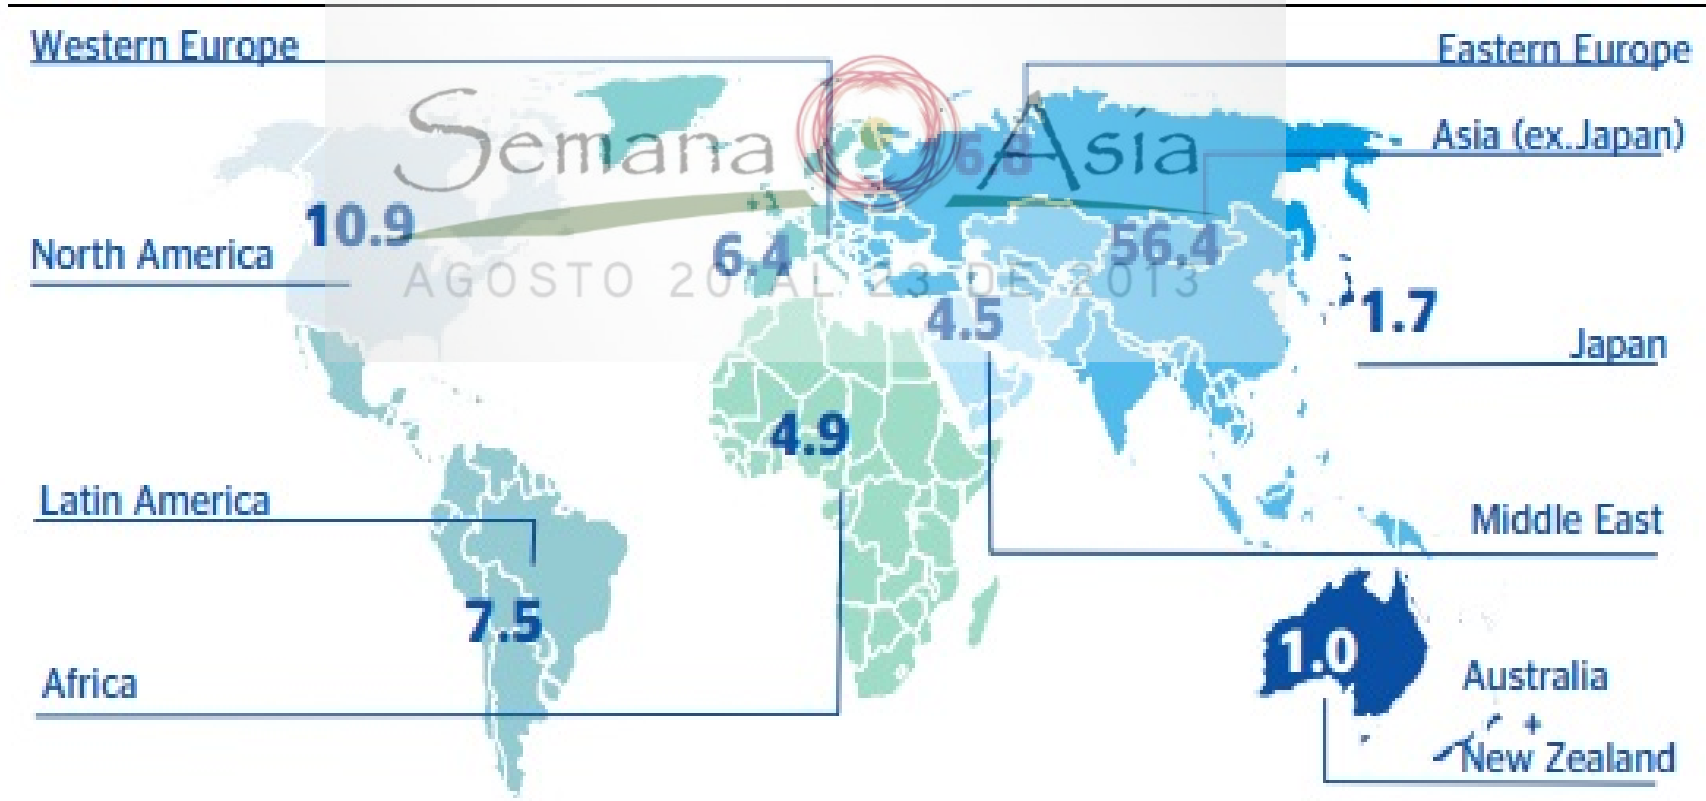 Western Europe
Eastern Europe
Semana Asia
Asia (ex.Japan)
6.8
10.9
North America
6.4
56.4
AGOSTO 20 AL 23 DE 2013
4.5
1.7
Japan
4.9
Latin America
Middle East
7.5
1.0
Africa
Australia
+
New Zealand